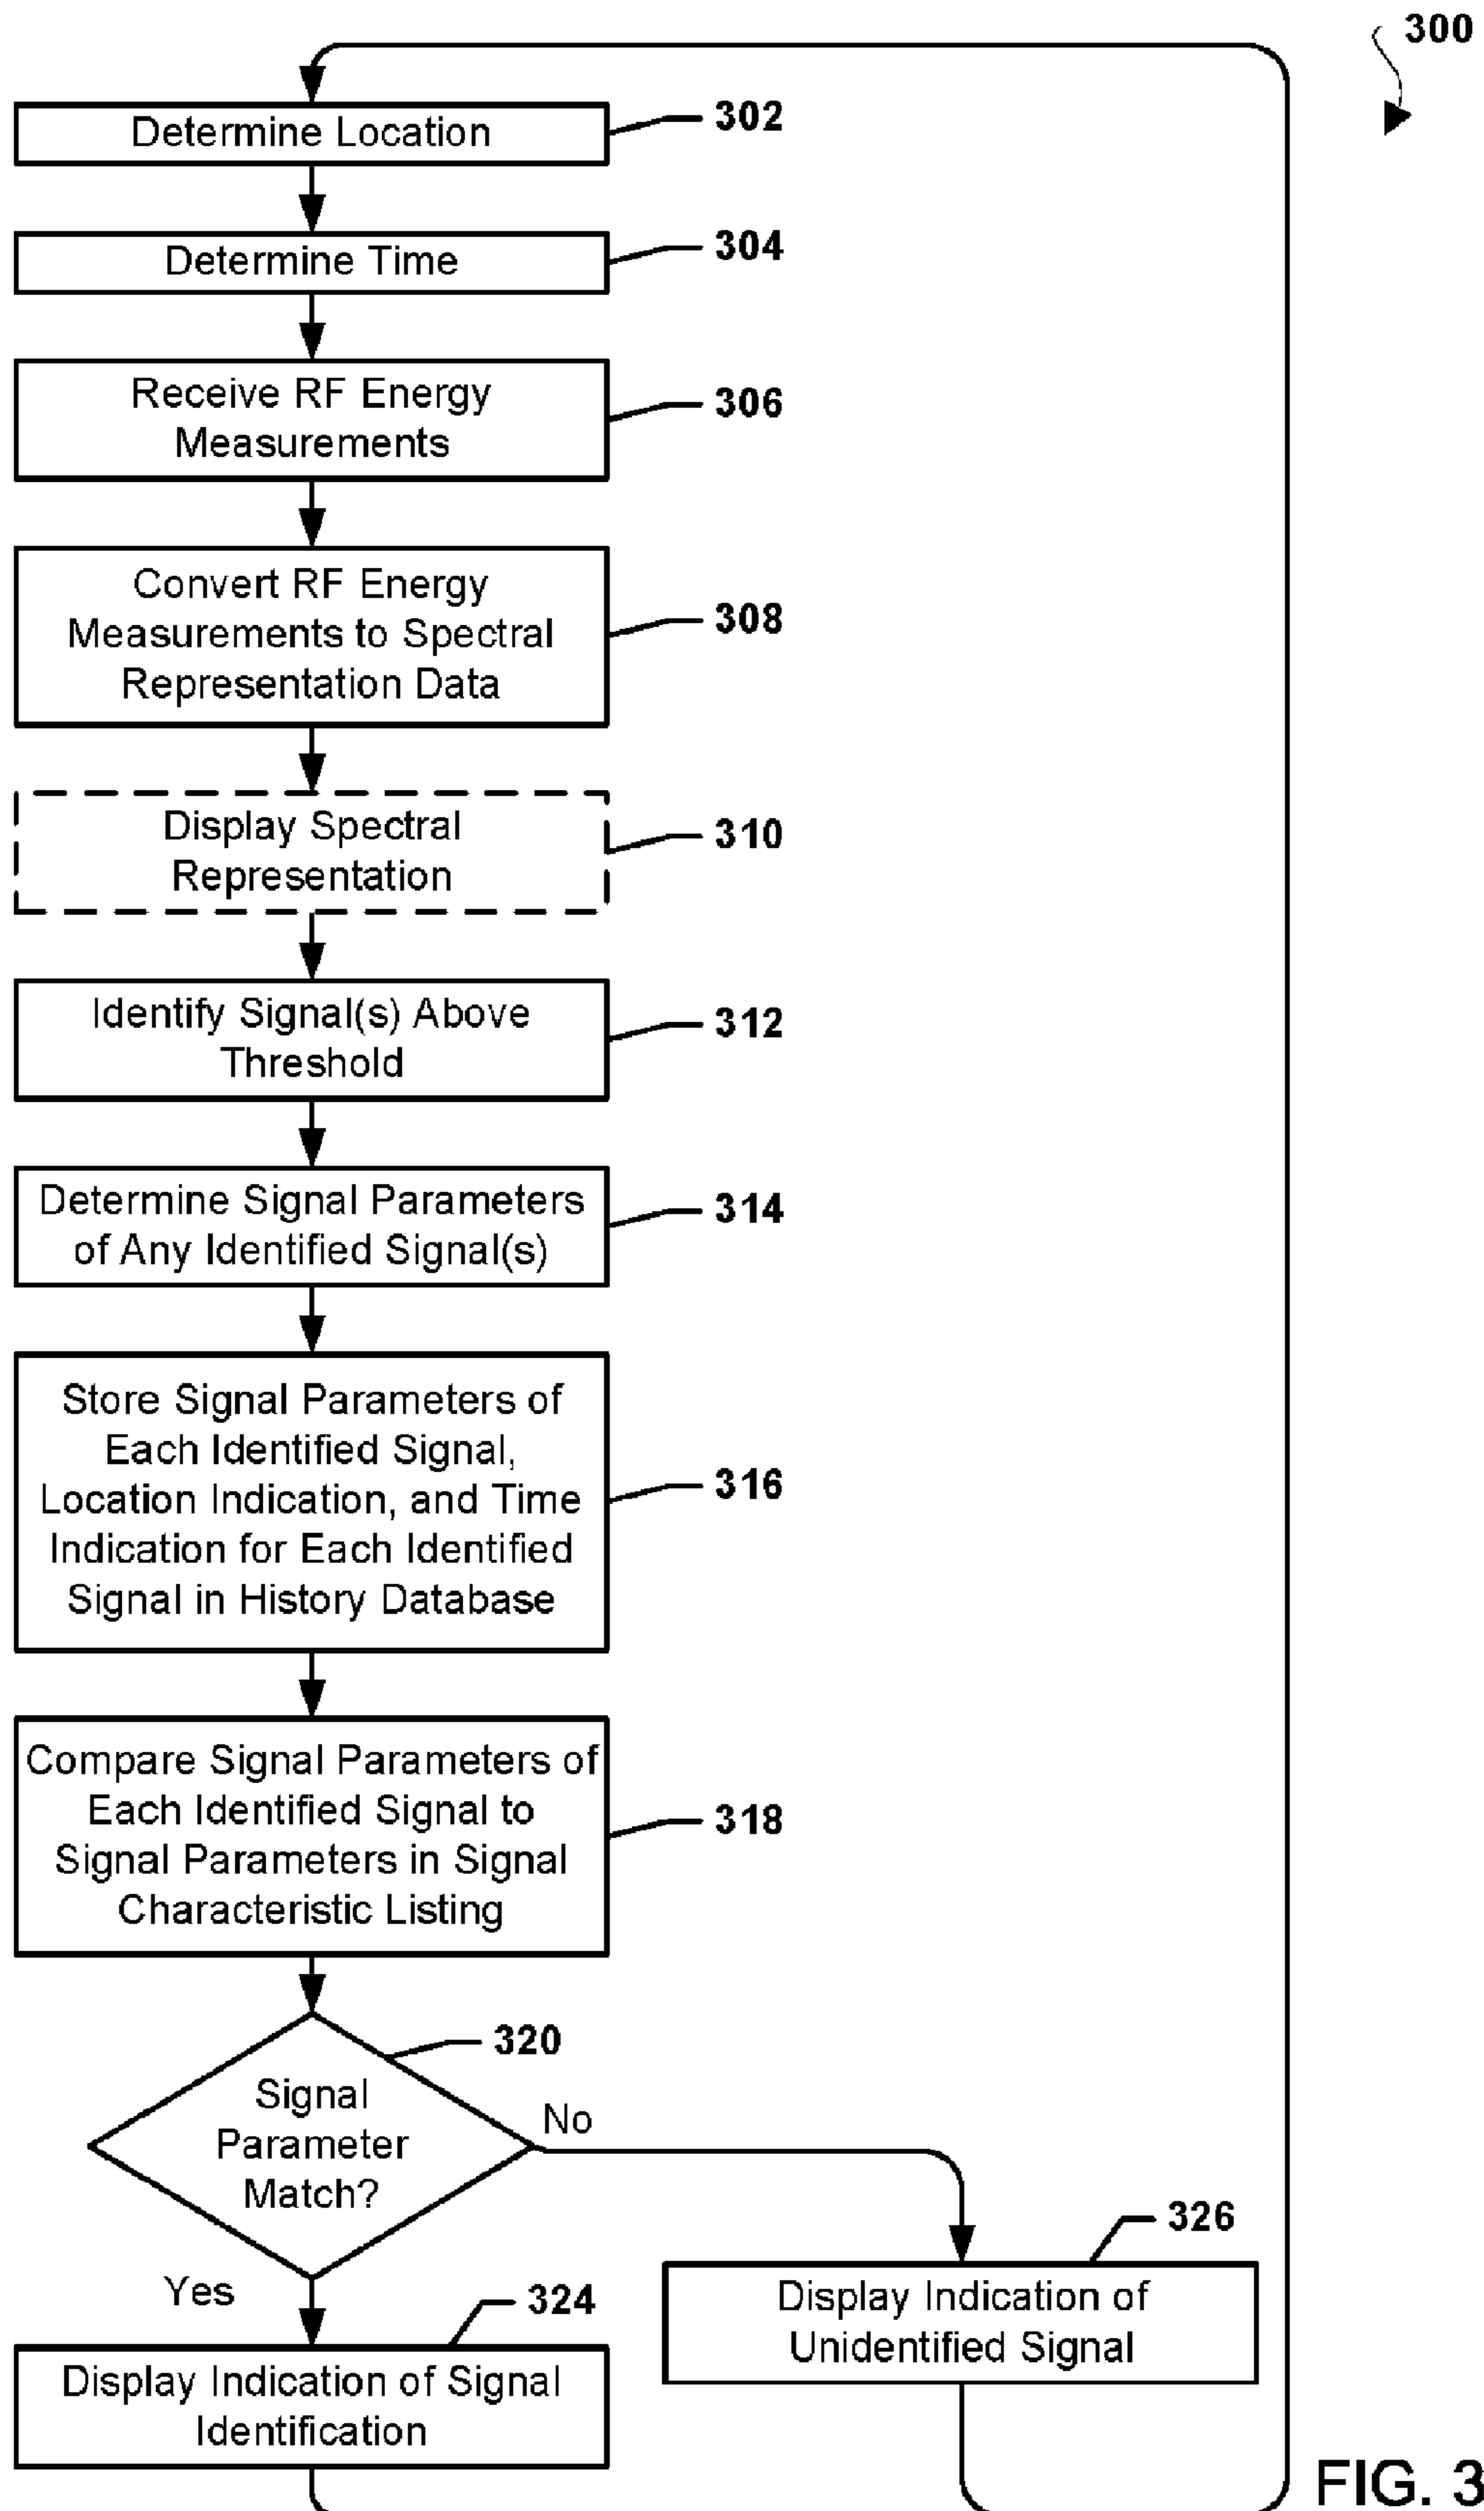 300
Determine Location
302
Determine Time
304
Receive RF Energy
Measurements
306
Convert RF Energy
Measurements to Spectral
Representation Data
308
Display Spectral
Representation
310
Identify Signal(s) Above
Threshold
312
Determine Signal Parameters
of Any Identified Signal(s)
314
Store Signal Parameters of
Each Identified Signal,
Location Indication, and Time
Indication for Each Identified
Signal in History Database
316
Compare Signal Parameters of
Each Identified Signal to
Signal Parameters in Signal
Characteristic Listing
318
320
Signal
Parameter
Match?
No
Yes
326
Display Indication of
Unidentified Signal
324
Display Indication of Signal
Identification
FIG. 3